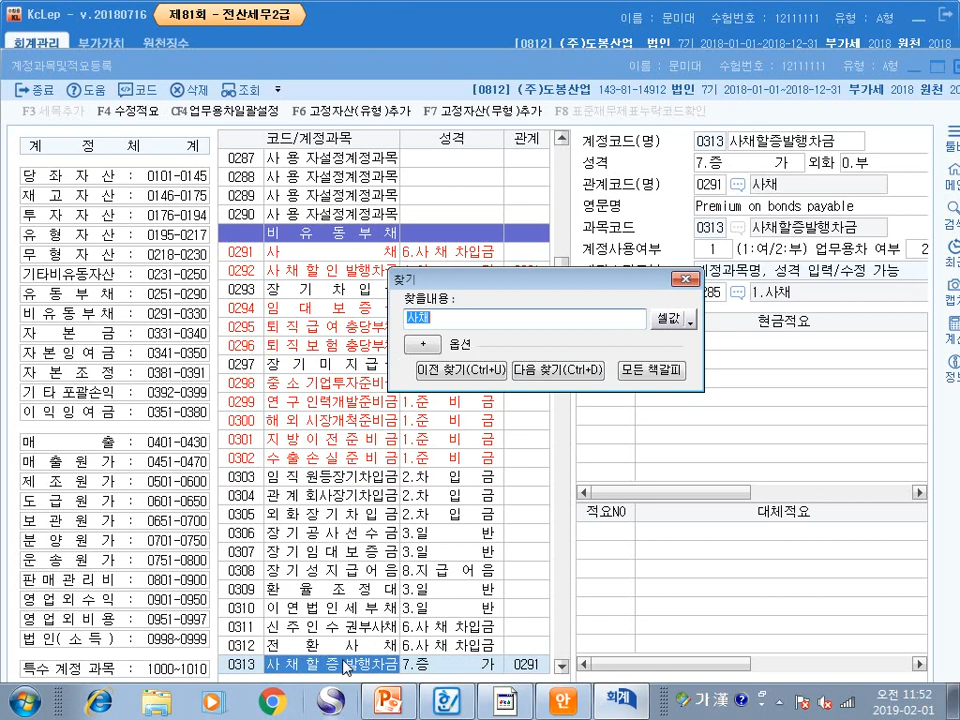 KcLep - v.20180716
제81회 - 전산세무2급
이름 : 문미대 수험번호 : 12111111 유형 : A형
회계관리 부가가치 원천징수
[0812] (주)도봉산업 법인 7기 2018-01-01~2018-12-31 부가세 2018 원천 2018
계정과목및적요등록
이름 : 문미대 수험번호 : 12111111 유형 : A형
종료 도움 코드 삭제 조회
[0812] (주)도봉산업 143-81-14912 법인 7기 2018-01-01~2018-12-31 부가세 2018 원천 20
F3 세목추가 F4 수정적요 CF4 업무용차일괄설정 F6 고정자산(유형)추가 F7 고정자산(무형)추가 F8 표준재무제표누락코드확인
계 정 체 계
당 좌 자 산 : 0101-0145
재 고 자 산 : 0146-0175
투 자 자 산 : 0176-0194
유 형 자 산 : 0195-0217
무 형 자 산 : 0218-0230
기타비유동자산 : 0231-0250
유 동 부 채 : 0251-0290
비 유 동 부 채 : 0291-0330
자 본 금 : 0331-0340
자 본 잉 여 금 : 0341-0350
자 본 조 정 : 0381-0391
기 타 포괄손익 : 0392-0399
이 익 잉 여 금 : 0351-0380
매 출 : 0401-0430
매 출 원 가 : 0451-0470
제 조 원 가 : 0501-0600
도 급 원 가 : 0601-0650
보 관 원 가 : 0651-0700
분 양 원 가 : 0701-0750
운 송 원 가 : 0751-0800
판 매 관 리 비 : 0801-0900
영 업 외 수 익 : 0901-0950
영 업 외 비 용 : 0951-0997
법 인( 소 득 ) : 0998~0999
특수 계정 과목 : 1000~1010
코드/계정과목 성격 관계
0287 사 용 자설정계정과목
0288 사 용 자설정계정과목
0289 사 용 자설정계정과목
0290 사 용 자설정계정과목
비 유 동 부 채
0291 사 채 6.사 채 차입금
0292 사 채 할 인 발행차
0293 장 기 차 입
0294 임 대 보 증
0295 퇴 직 급 여 충당부
0296 퇴 직 보 험 충당부
0297 장 기 미 지 급
0298 중 소 기업투자준비
0299 연 구 인력개발준비금 1.준 비 금
0300 해 외 시장개척준비금 1.준 비 금
0301 지 방 이 전 준 비 금 1.준 비 금
0302 수 출 손 실 준 비 금 1.준 비 금
0303 임 직 원등장기차입금 2.차 입 금
0304 관 계 회사장기차입금 2.차 입 금
0305 외 화 장 기 차 입 금 2.차 입 금
0306 장 기 공 사 선 수 금 3.일 반
0307 장 기 임 대 보 증 금 3.일 반
0308 장 기 성 지 급 어 음 8.지 급 어 음
0309 환 율 조 정 대 3.일 반
0310 이 연 법 인 세 부 채 3.일 반
0311 신 주 인 수 권부사채 6.사 채 차입금
0312 전 환 사 채 6.사 채 차입금
0313 사 채 할 증 발행차금 7.증 가 0291
찾기
찾을내용 :
사채
셀값
+ 옵션
이전 찾기(Ctrl+U) 다음 찾기(Ctrl+D) 모든 책갈피
계정코드(명) 0313 사채할증발행차금
성격 7.증 가 외화 0.부
관계코드(명) 0291 사채
영문명 Premium on bonds payable
과목코드 0313 사채할증발행차금
계정사용여부 1 (1:여/2:부) 업무용차 여부 2
계정과목명, 성격 입력/수정 가능
285 1.사채
현금적요
적요NO 대체적요
오전 11:52
2019-02-01
안
회계
가 漢